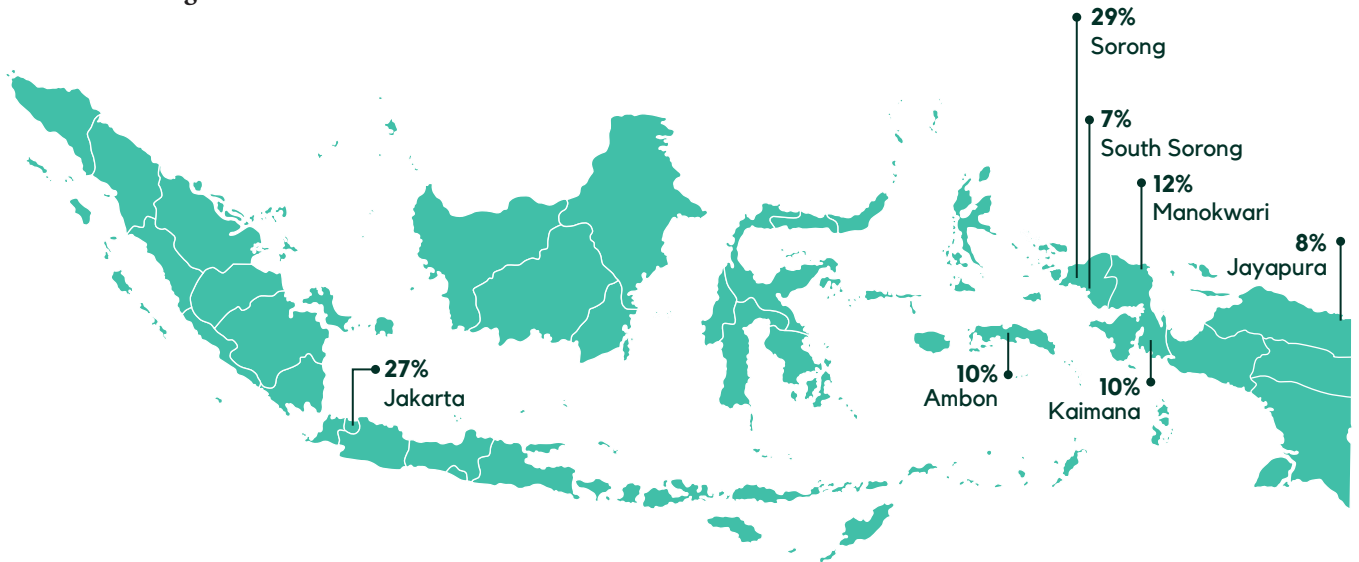 29%
Sorong
7%
South Sorong
12%
Manokwari
8%
Jayapura
27%
Jakarta
10%
Ambon
10%
Kaimana